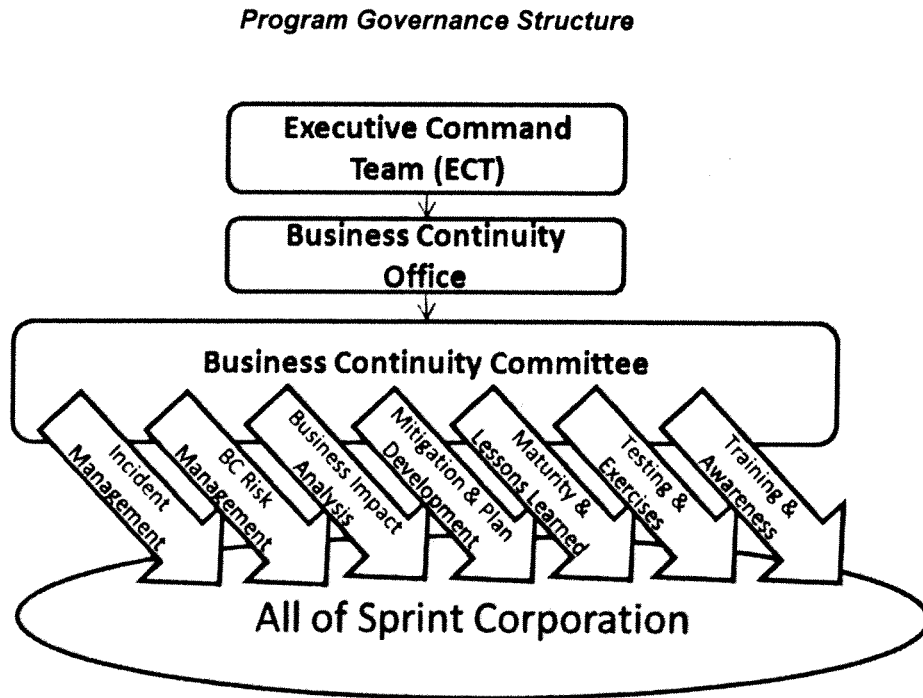 Program Governance Structure
Executive Command
Team (ECT)
Business Continuity
Office
Business Continuity Committee
Incident
Management
BC Risk
Management
Business Impact
Analysis
Mitigation & Plan
Development
Maturity &
Lessons Learned
Testing &
Exercises
Training &
Awareness
All of Sprint Corporation